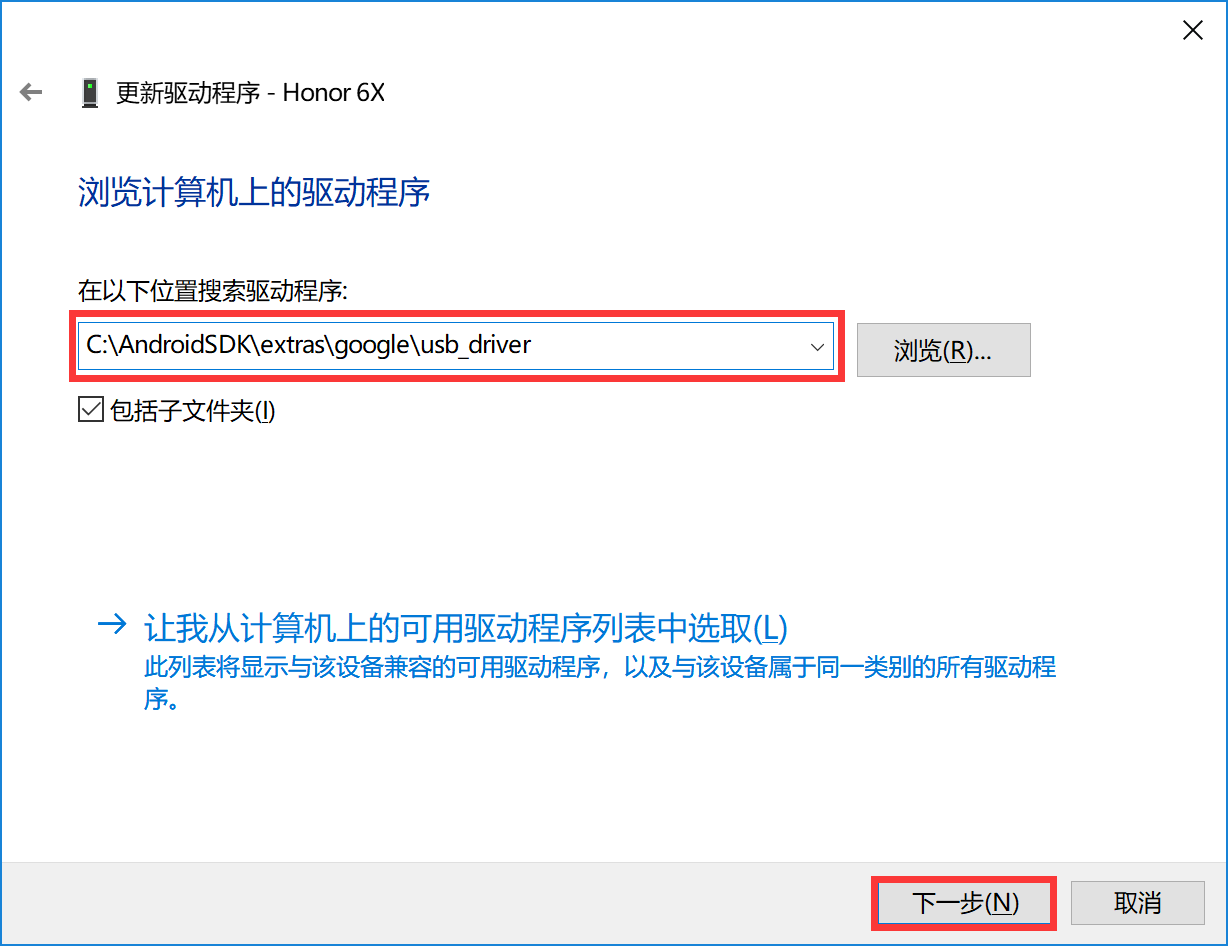 更新驱动程序 - Honor 6X
浏览计算机上的驱动程序
在以下位置搜索驱动程序:
C:\AndroidSDK\extras\google\usb_driver
浏览(R)...
包括子文件夹(I)
让我从计算机上的可用驱动程序列表中选取(L)
此列表将显示与该设备兼容的可用驱动程序，以及与该设备属于同一类别的所有驱动程
序。
下一步(N)
取消